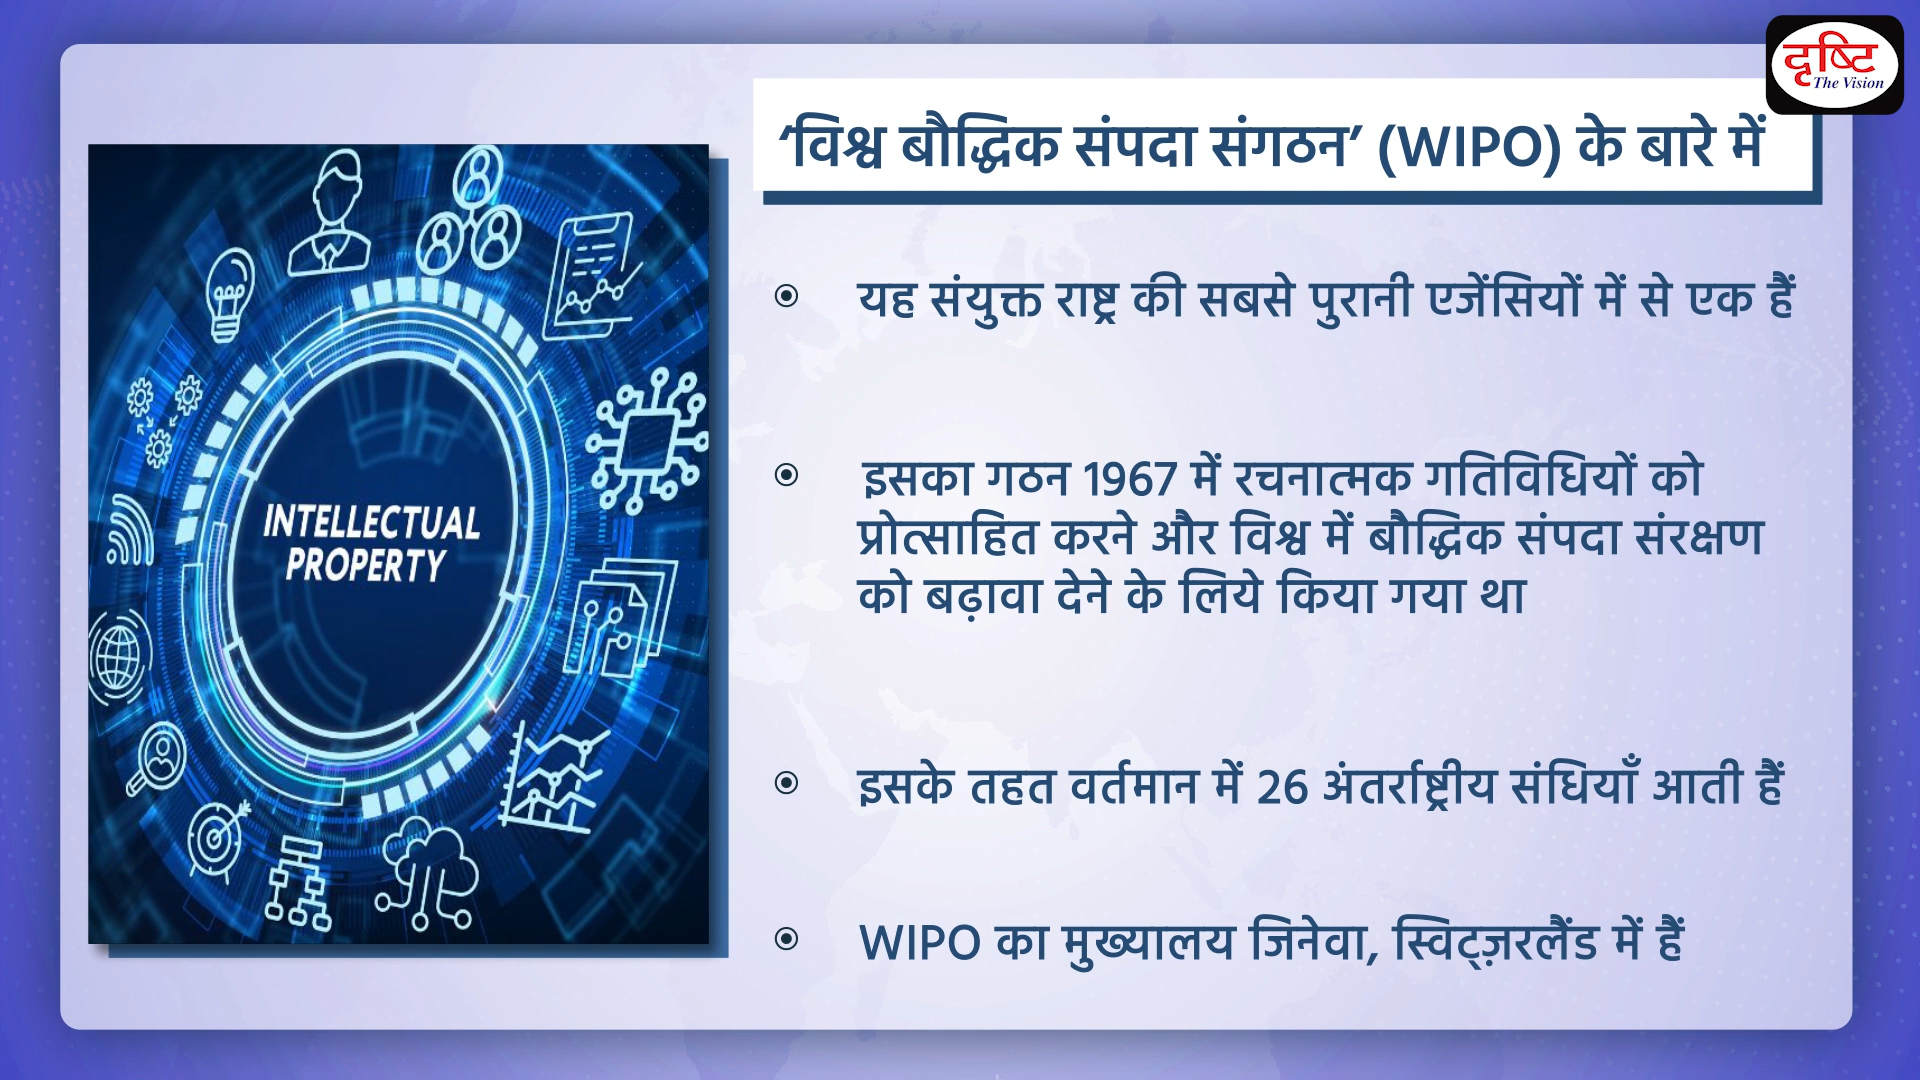 दृष्टि
The Vision
‘विश्व बौद्धिक संपदा संगठन’ (WIPO) के बारे में
INTELLECTUAL
PROPERTY
यह संयुक्त राष्ट्र की सबसे पुरानी एजेंसियों में से एक हैं
इसका गठन 1967 में रचनात्मक गतिविधियों को
प्रोत्साहित करने और विश्व में बौद्धिक संपदा संरक्षण
को बढ़ावा देने के लिये किया गया था
इसके तहत वर्तमान में 26 अंतर्राष्ट्रीय संधियाँ आती हैं
WIPO का मुख्यालय जिनेवा, स्विट्ज़रलैंड में हैं